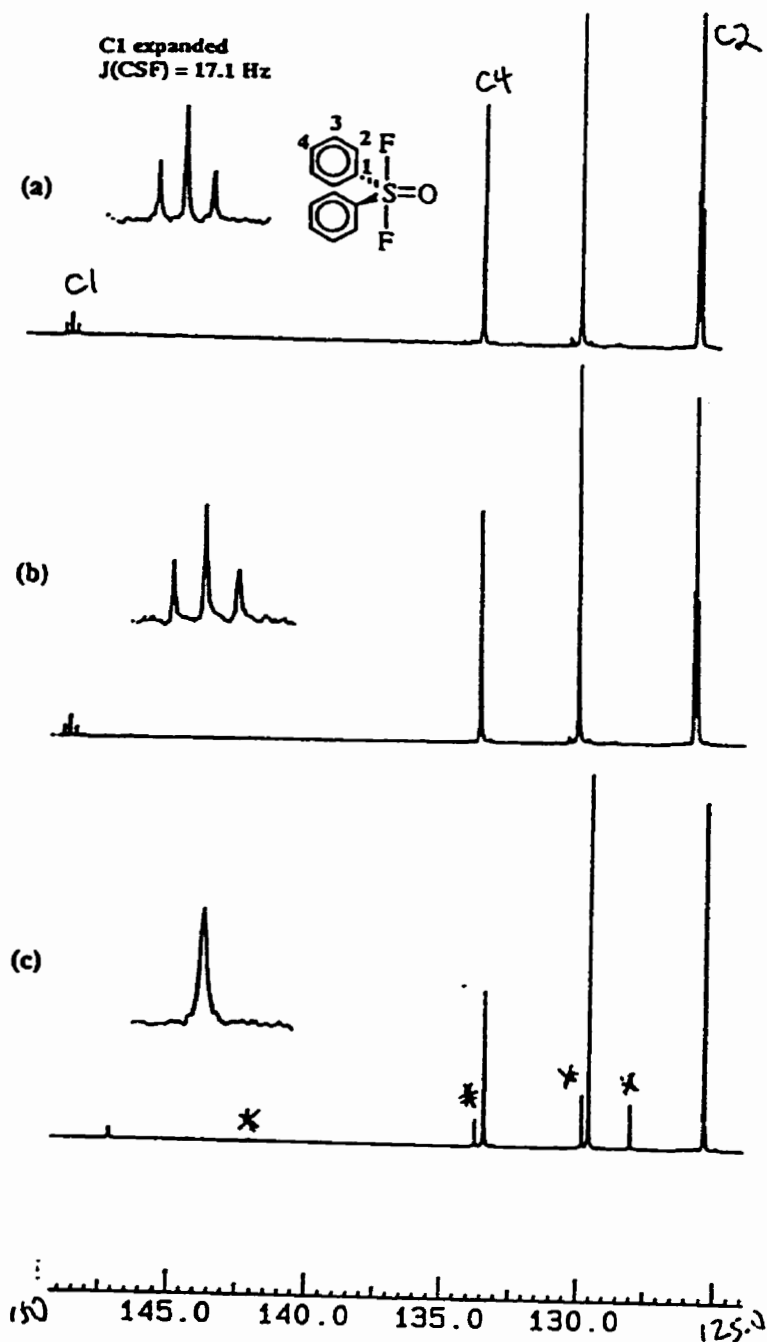 C1 expanded
J(CSF) = 17.1 Hz
C2
C4
3
4 2 F
1
(a)
S=O
F
C1
(b)
(c)
* * * *
150 145.0 140.0 135.0 130.0 125.0